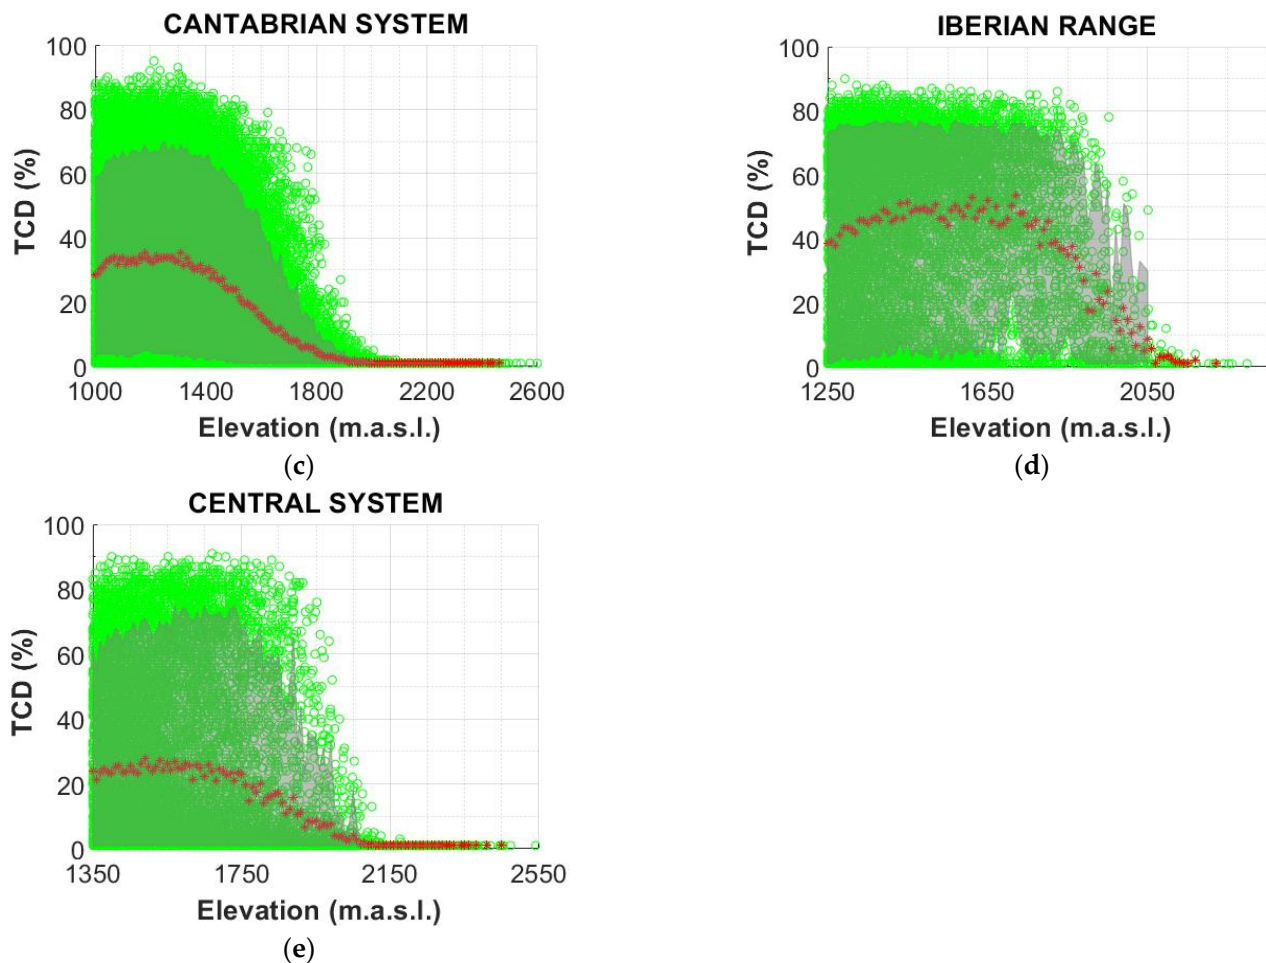 CANTABRIAN SYSTEM
100
80
60
40
20
0
TCD (%)
1000 1400 1800 2200 2600
Elevation (m.a.s.l.)
(c)
IBERIAN RANGE
100
80
60
40
20
0
TCD (%)
1250 1650 2050
Elevation (m.a.s.l.)
(d)
CENTRAL SYSTEM
100
80
60
40
20
0
TCD (%)
1350 1750 2150 2550
Elevation (m.a.s.l.)
(e)